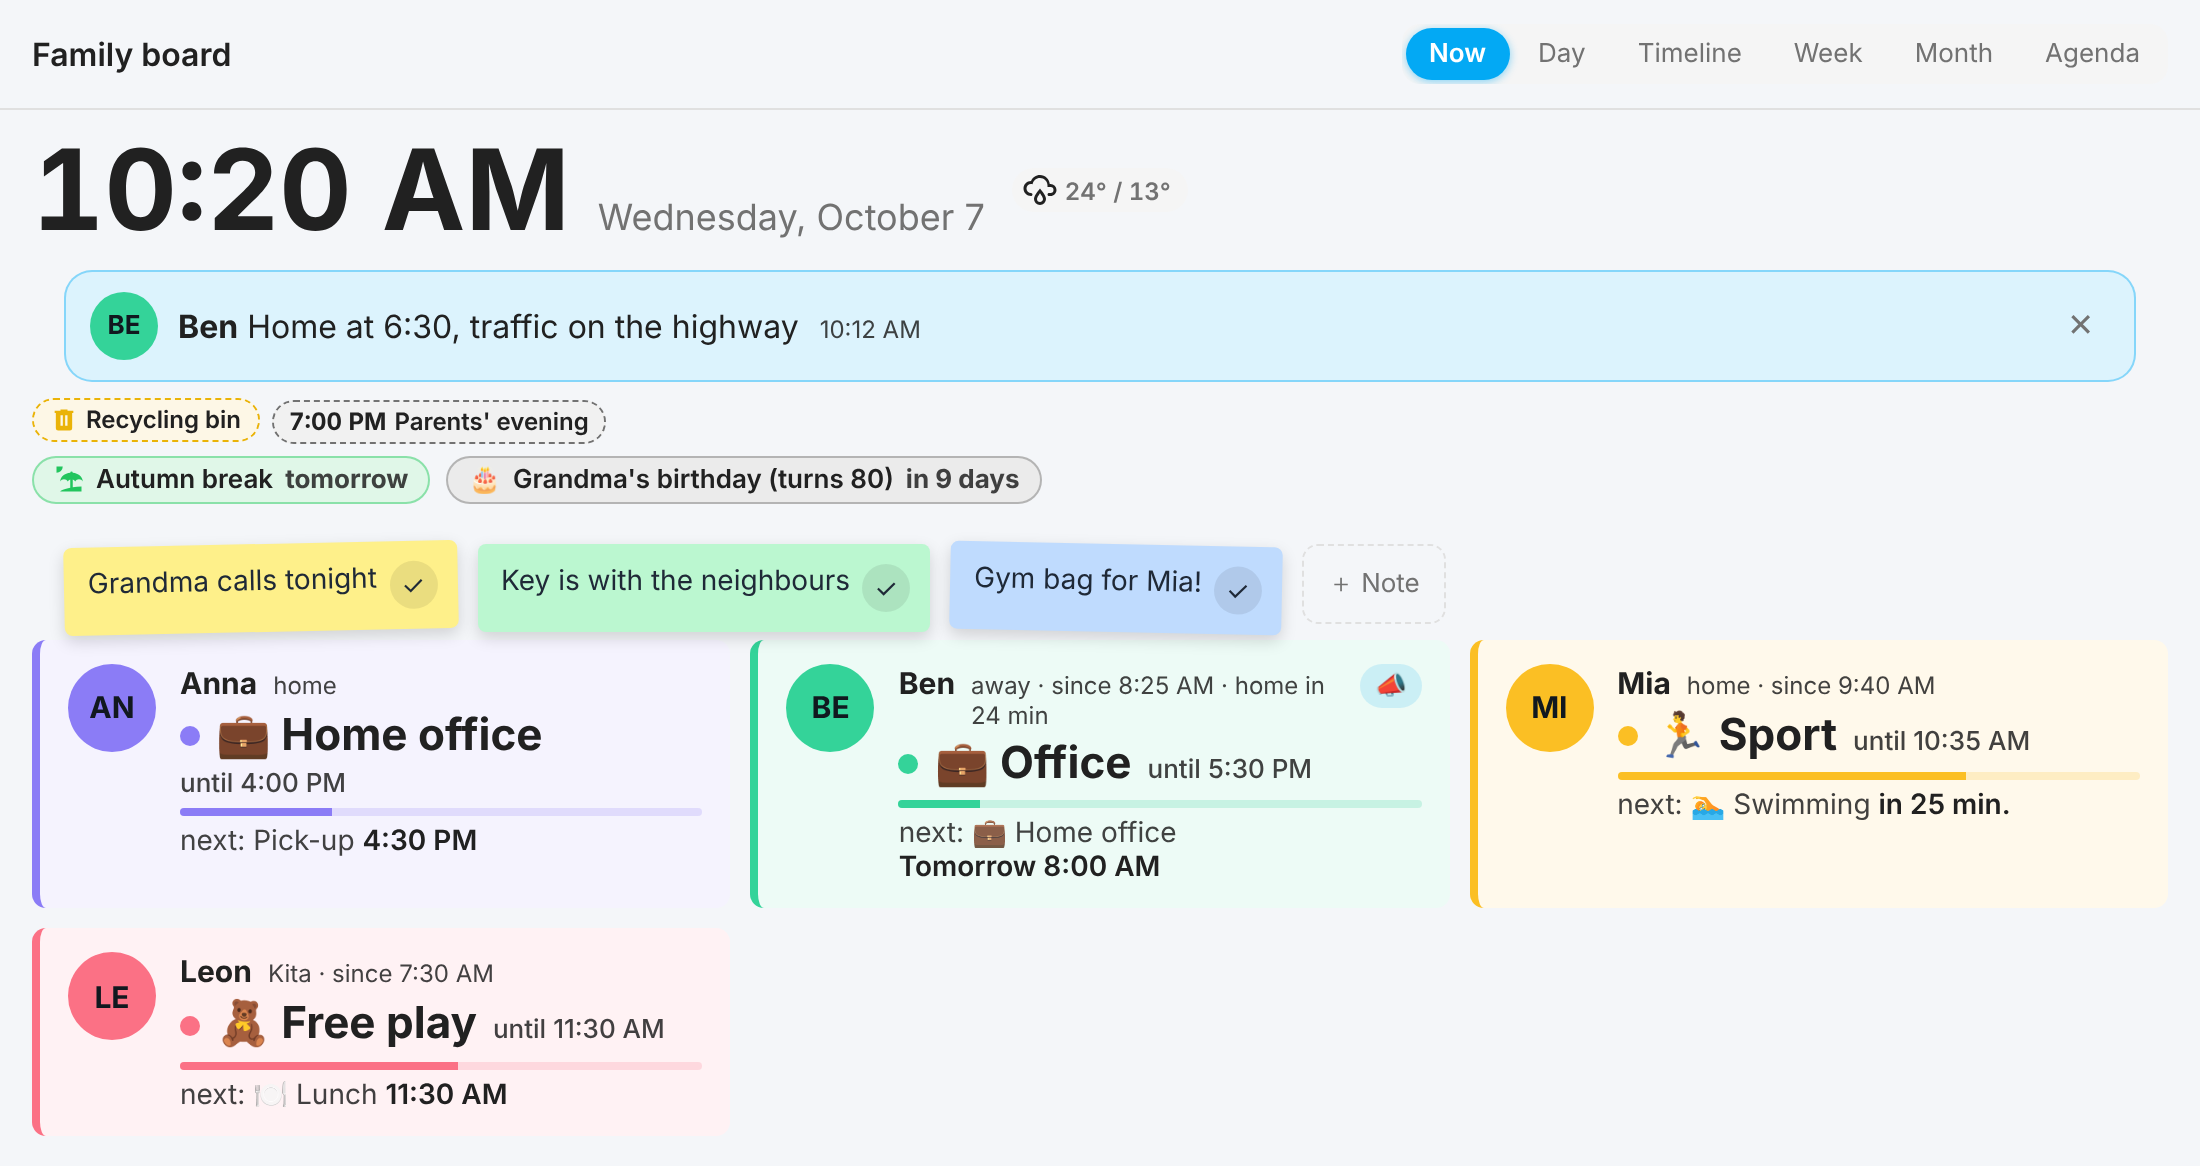 Family board
Now Day Timeline Week Month Agenda
10:20 AM Wednesday, October 7 24° / 13°
BE Ben Home at 6:30, traffic on the highway 10:12 AM
Recycling bin 7:00 PM Parents' evening
Autumn break tomorrow Grandma's birthday (turns 80) in 9 days
Grandma calls tonight
Key is with the neighbours
Gym bag for Mia!
+ Note
AN
Anna home
Home office
until 4:00 PM
next: Pick-up 4:30 PM
BE
Ben away · since 8:25 AM · home in
24 min
Office until 5:30 PM
next: Home office
Tomorrow 8:00 AM
MI
Mia home · since 9:40 AM
Sport until 10:35 AM
next: Swimming in 25 min.
LE
Leon Kita · since 7:30 AM
Free play until 11:30 AM
next: Lunch 11:30 AM